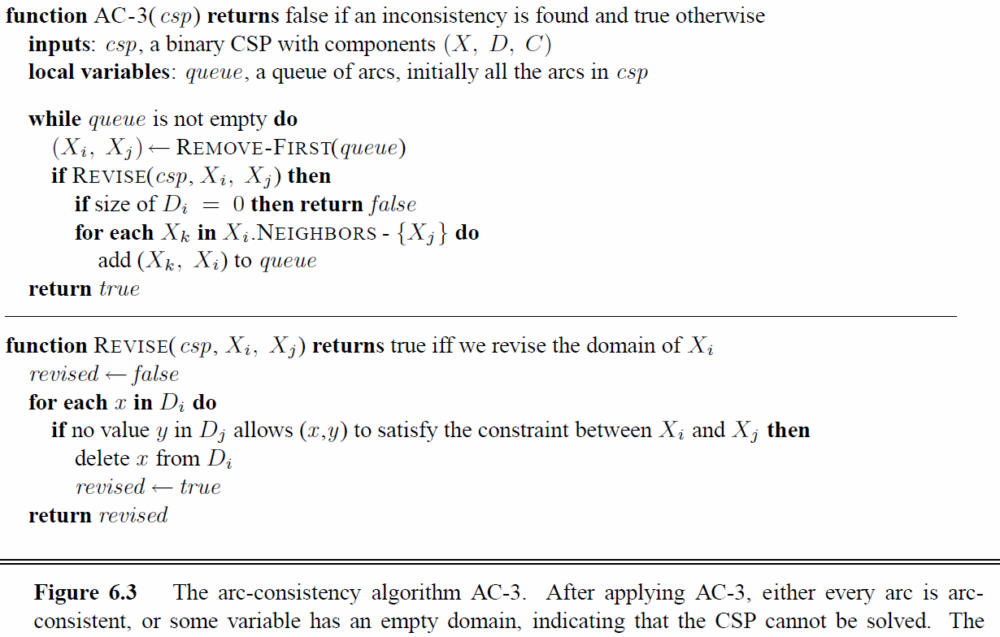 function AC-3( csp) returns false if an inconsistency is found and true otherwise
inputs: csp, a binary CSP with components (X, D, C)
local variables: queue, a queue of arcs, initially all the arcs in csp
while queue is not empty do
(Xi, Xj) ← REMOVE-FIRST(queue)
if REVISE(csp, Xi, Xj) then
if size of Di = 0 then return false
for each Xk in Xi.NEIGHBORS - {Xj} do
add (Xk, Xi) to queue
return true
function REVISE( csp, Xi, Xj) returns true iff we revise the domain of Xi
revised ← false
for each x in Di do
if no value y in Dj allows (x,y) to satisfy the constraint between Xi and Xj then
delete x from Di
revised ← true
return revised
Figure 6.3 The arc-consistency algorithm AC-3. After applying AC-3, either every arc is arc-
consistent, or some variable has an empty domain, indicating that the CSP cannot be solved. The